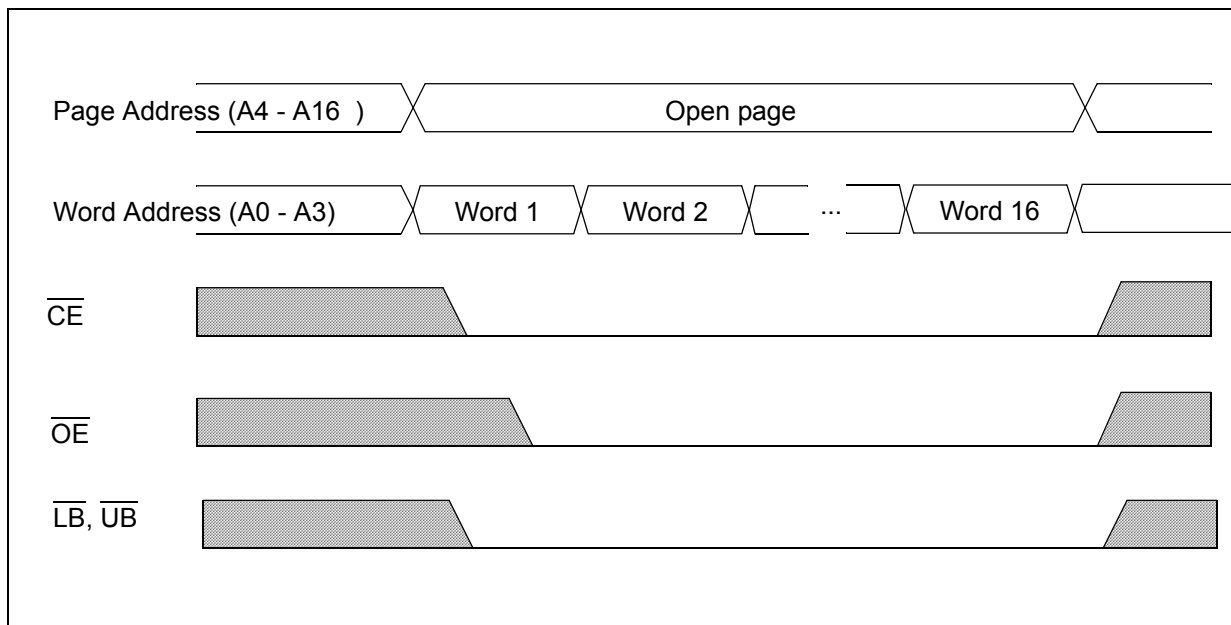 Page Address (A4 - A16 )
Open page
Word Address (A0 - A3)
Word 1
Word 2
...
Word 16
CE
OE
LB, UB